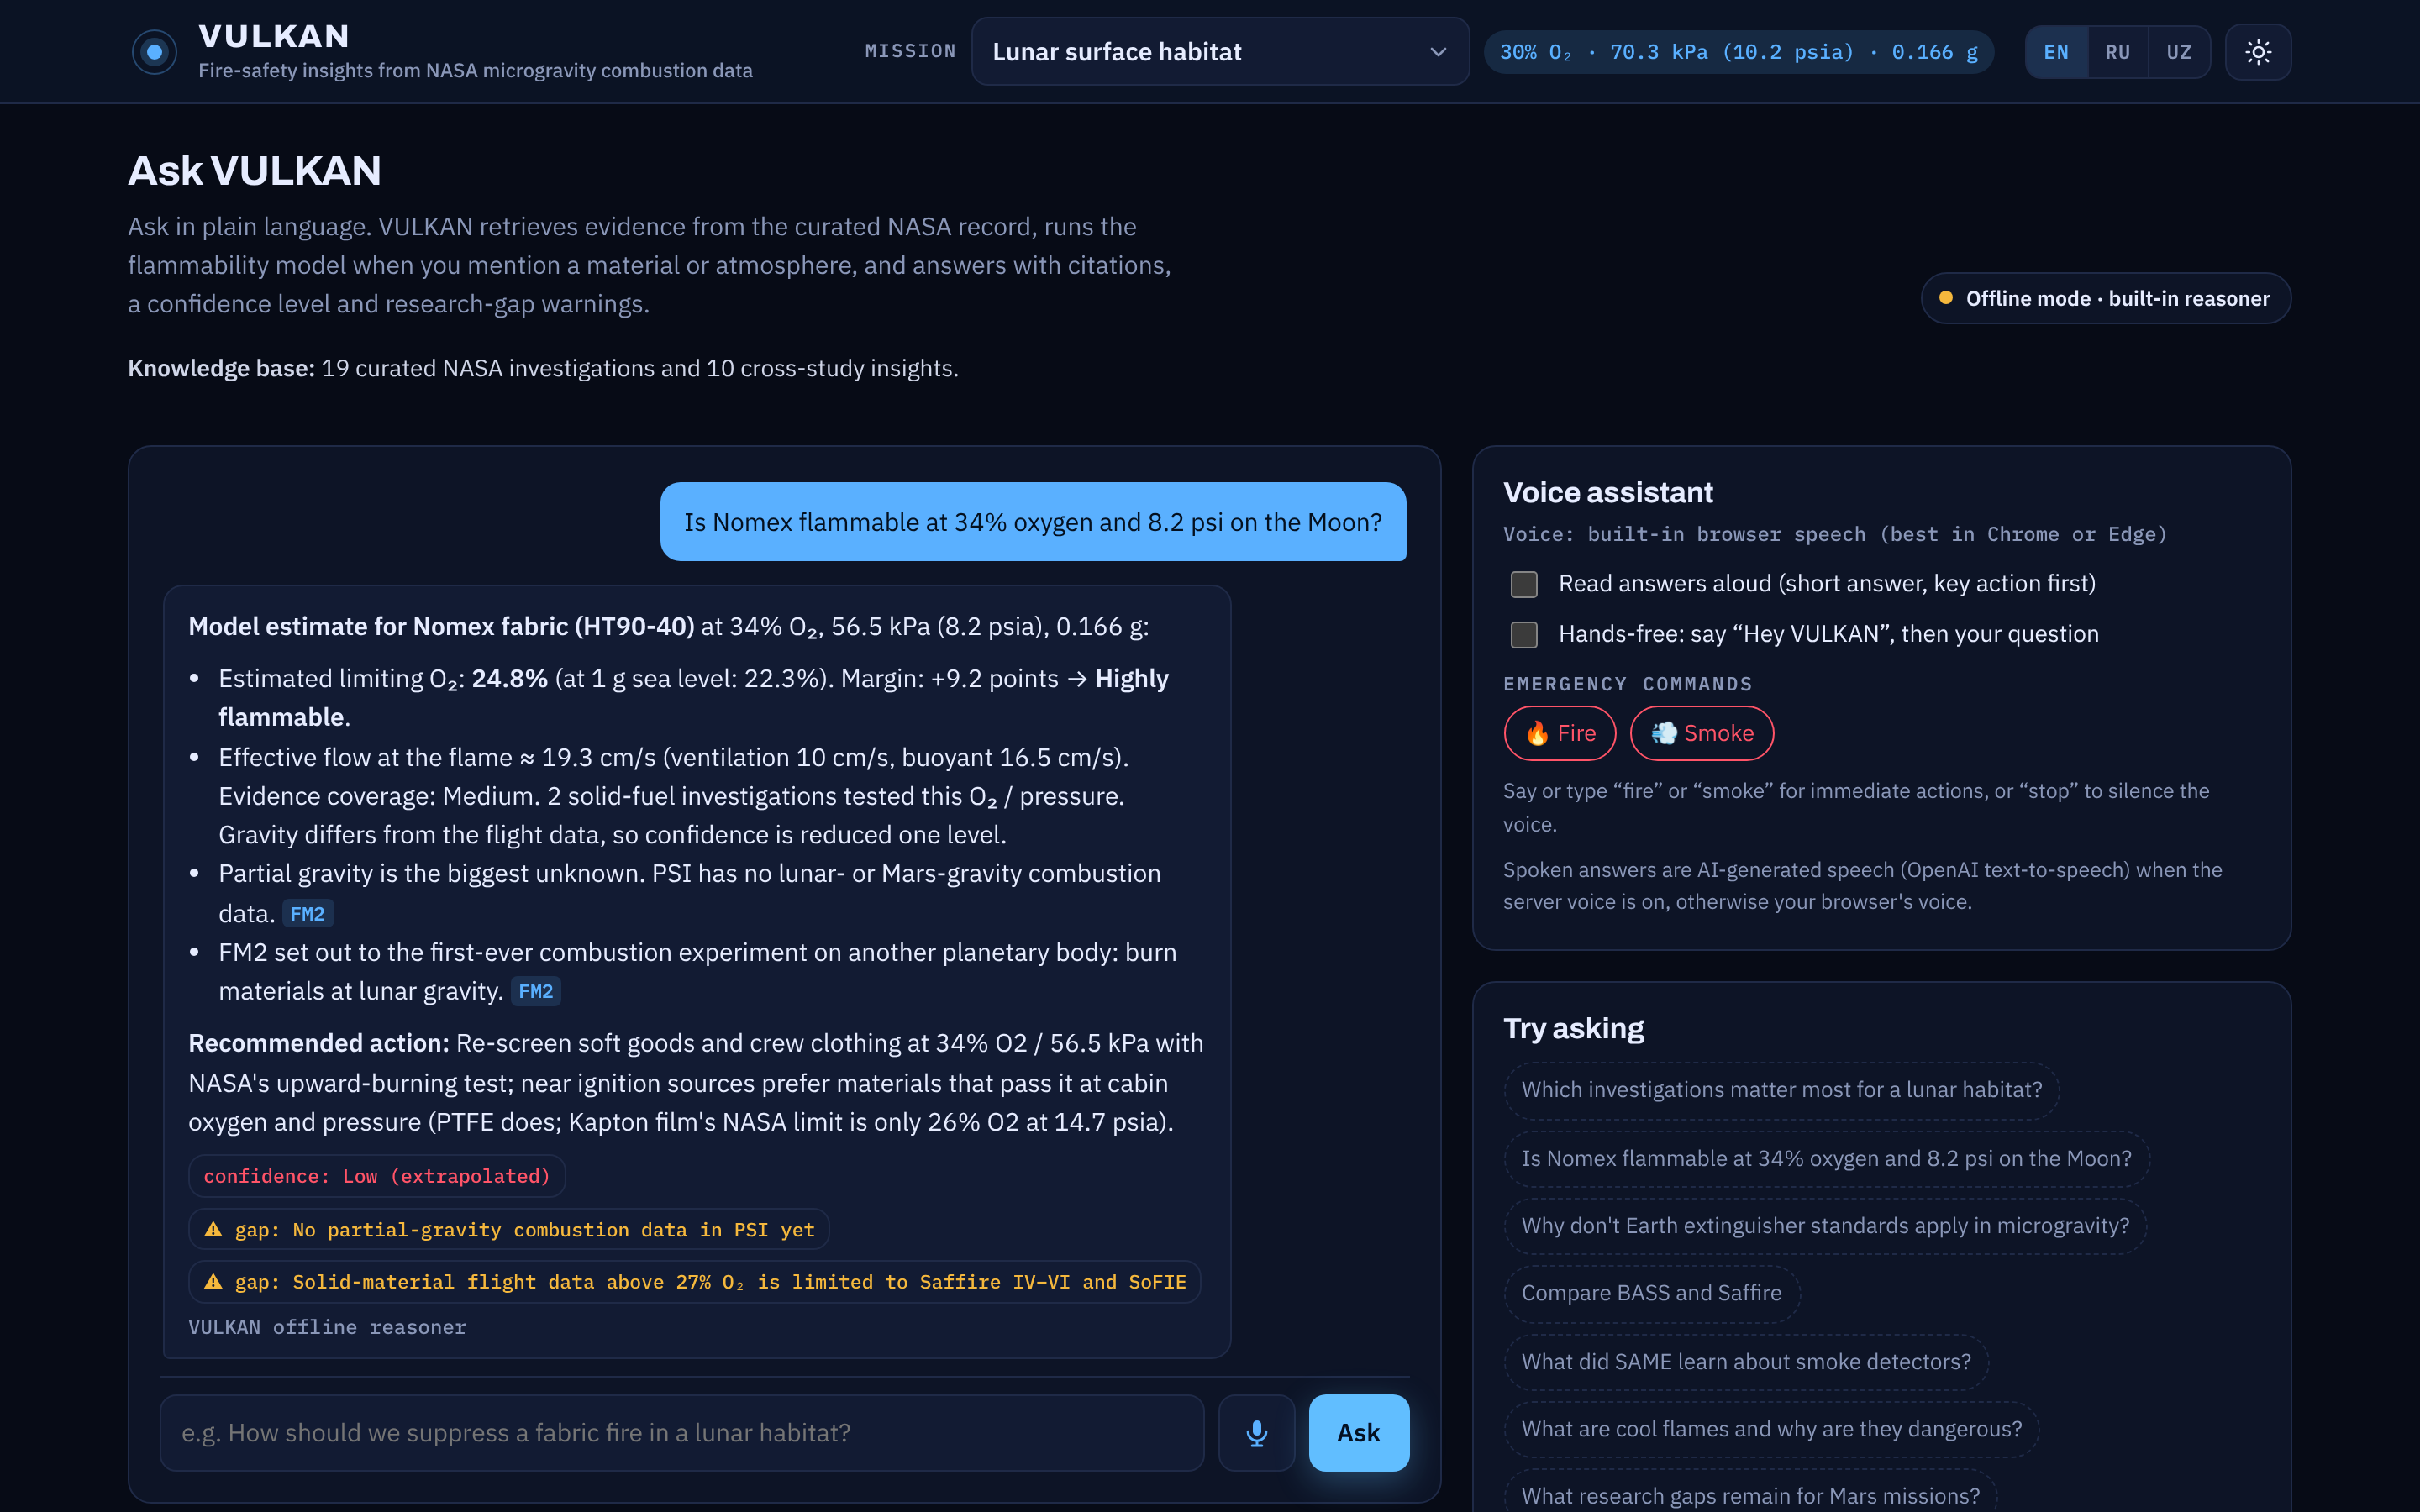 VULKAN
Fire-safety insights from NASA microgravity combustion data
MISSION
Lunar surface habitat
30% O₂ · 70.3 kPa (10.2 psia) · 0.166 g
EN
RU
UZ
Ask VULKAN
Ask in plain language. VULKAN retrieves evidence from the curated NASA record, runs the
flammability model when you mention a material or atmosphere, and answers with citations,
a confidence level and research-gap warnings.
Offline mode · built-in reasoner
Knowledge base: 19 curated NASA investigations and 10 cross-study insights.
Is Nomex flammable at 34% oxygen and 8.2 psi on the Moon?
Model estimate for Nomex fabric (HT90-40) at 34% O₂, 56.5 kPa (8.2 psia), 0.166 g:
• Estimated limiting O₂: 24.8% (at 1 g sea level: 22.3%). Margin: +9.2 points → Highly
flammable.
• Effective flow at the flame ≈ 19.3 cm/s (ventilation 10 cm/s, buoyant 16.5 cm/s).
Evidence coverage: Medium. 2 solid-fuel investigations tested this O₂ / pressure.
Gravity differs from the flight data, so confidence is reduced one level.
• Partial gravity is the biggest unknown. PSI has no lunar- or Mars-gravity combustion
data. FM2
• FM2 set out to the first-ever combustion experiment on another planetary body: burn
materials at lunar gravity. FM2
Recommended action: Re-screen soft goods and crew clothing at 34% O2 / 56.5 kPa with
NASA's upward-burning test; near ignition sources prefer materials that pass it at cabin
oxygen and pressure (PTFE does; Kapton film's NASA limit is only 26% O2 at 14.7 psia).
confidence: Low (extrapolated)
⚠ gap: No partial-gravity combustion data in PSI yet
⚠ gap: Solid-material flight data above 27% O₂ is limited to Saffire IV–VI and SoFIE
VULKAN offline reasoner
e.g. How should we suppress a fabric fire in a lunar habitat?
Ask
Voice assistant
Voice: built-in browser speech (best in Chrome or Edge)
Read answers aloud (short answer, key action first)
Hands-free: say “Hey VULKAN”, then your question
EMERGENCY COMMANDS
🔥 Fire
💨 Smoke
Say or type “fire” or “smoke” for immediate actions, or “stop” to silence the
voice.
Spoken answers are AI-generated speech (OpenAI text-to-speech) when the
server voice is on, otherwise your browser's voice.
Try asking
Which investigations matter most for a lunar habitat?
Is Nomex flammable at 34% oxygen and 8.2 psi on the Moon?
Why don't Earth extinguisher standards apply in microgravity?
Compare BASS and Saffire
What did SAME learn about smoke detectors?
What are cool flames and why are they dangerous?
What research gaps remain for Mars missions?